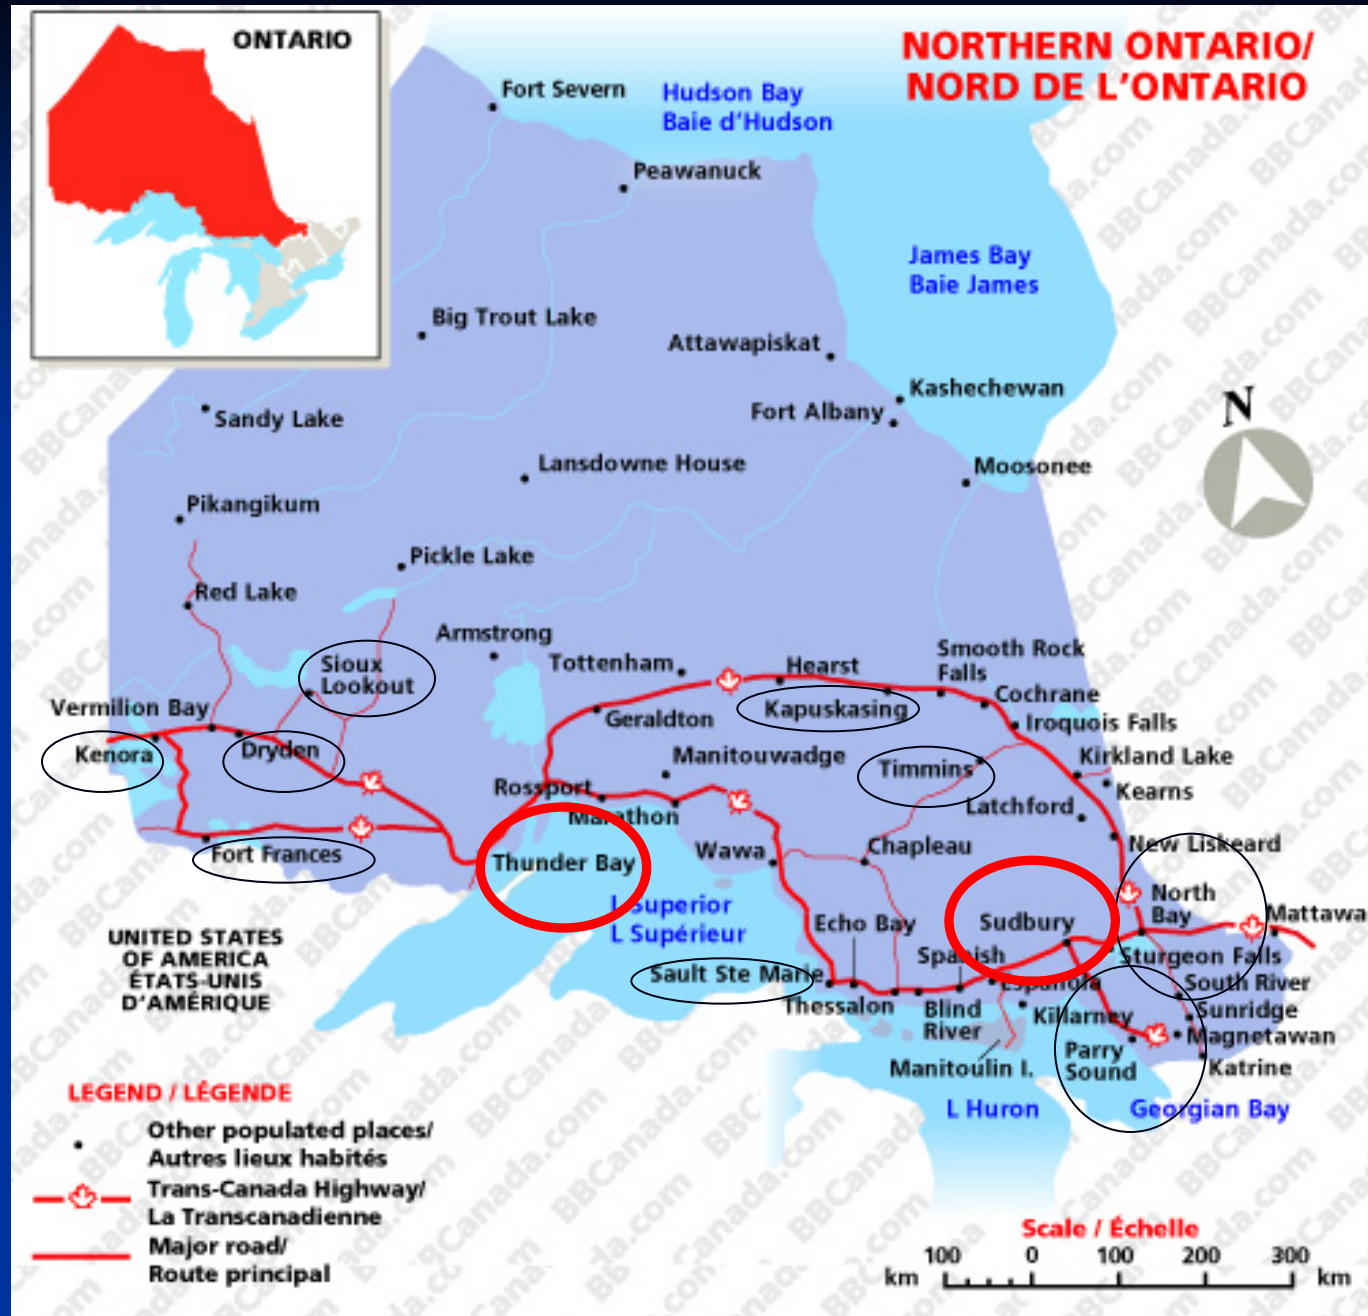 ONTARIO
NORTHERN ONTARIO/
NORD DE L'ONTARIO
Fort Severn
Hudson Bay
Baie d'Hudson
Peawanuck
James Bay
Baie James
Big Trout Lake
Attawapiskat
Kashechewan
Fort Albany
Sandy Lake
N
Lansdowne House
Moosonee
Pikangikum
Pickle Lake
Red Lake
Armstrong
Sioux
Lookout
Tottenham
Hearst
Smooth Rock
Falls
Cochrane
Vermilion Bay
Geraldton
Kapuskasing
Iroquois Falls
Kenora
Dryden
Manitouwadge
Timmins
Kirkland Lake
Rossport
Kearns
Marathon
Latchford
Fort Frances
Thunder Bay
Wawa
Chapleau
New Liskeard
L Superior
L Supérieur
North
Bay
Echo Bay
Sudbury
Mattawa
UNITED STATES
OF AMERICA
ÉTATS-UNIS
D'AMÉRIQUE
Spanish
Sturgeon Falls
Sault Ste Marie
Espanola
South River
Thessalon
Blind
River
Killarney
Sunridge
Magnetawan
Parry
Sound
Manitoulin I.
Katrine
L Huron
Georgian Bay
LEGEND / LÉGENDE
Other populated places/
Autres lieux habités
Trans-Canada Highway/
La Transcanadienne
Major road/
Route principal
Scale / Échelle
100 0 100 200 300
km km
BBCanada.com